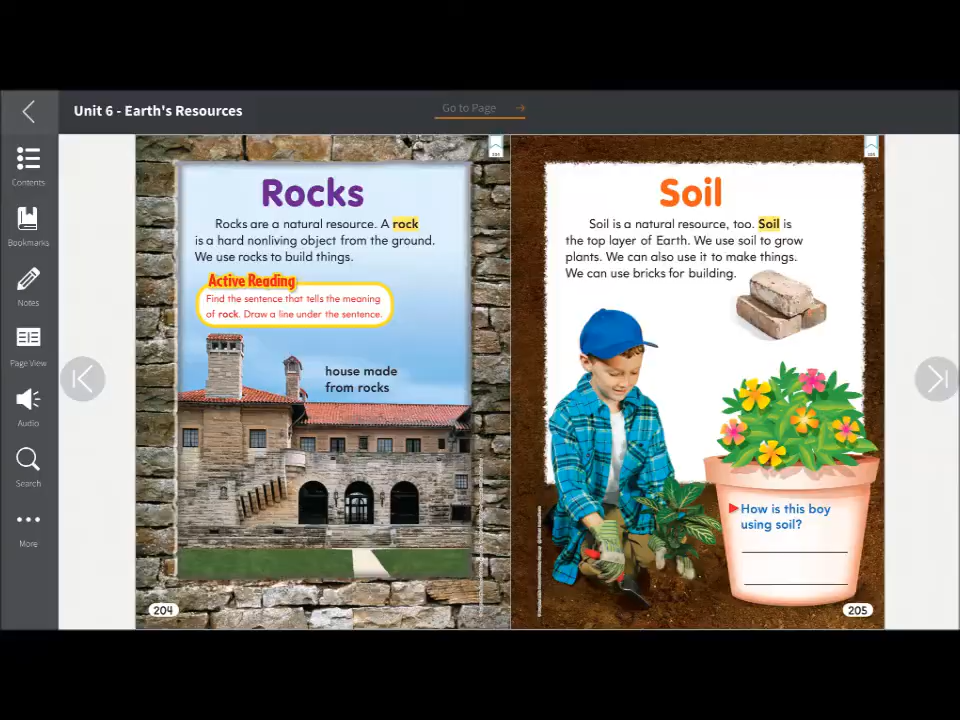 Unit 6 - Earth's Resources
Go to Page
Contents
Bookmarks
Notes
Page View
Audio
Search
More
Rocks
Rocks are a natural resource. A rock
is a hard nonliving object from the ground.
We use rocks to build things.
Active Reading
Find the sentence that tells the meaning
of rock. Draw a line under the sentence.
house made
from rocks
204
Soil
Soil is a natural resource, too. Soil is
the top layer of Earth. We use soil to grow
plants. We can also use it to make things.
We can use bricks for building.
How is this boy
using soil?
205